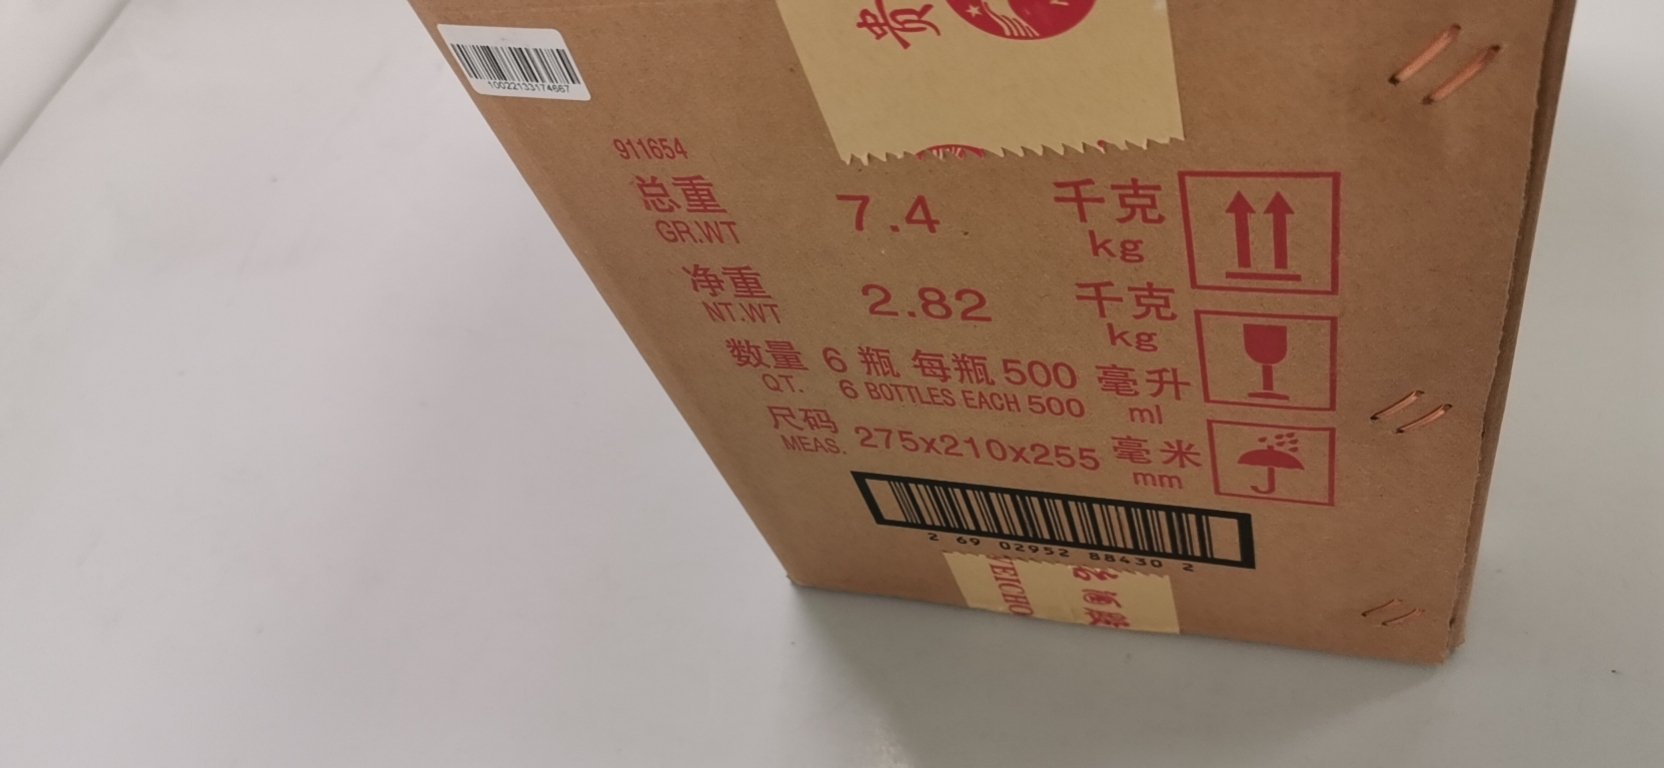 贵
10022133174667
911654
总重 7.4 千克
GR.WT kg
净重 2.82 千克
NT.WT kg
数量 6 瓶 每瓶 500 毫升
QT. 6 BOTTLES EACH 500 ml
尺码 275x210x255 毫米
MEAS. mm
2 69 02952 88430 2